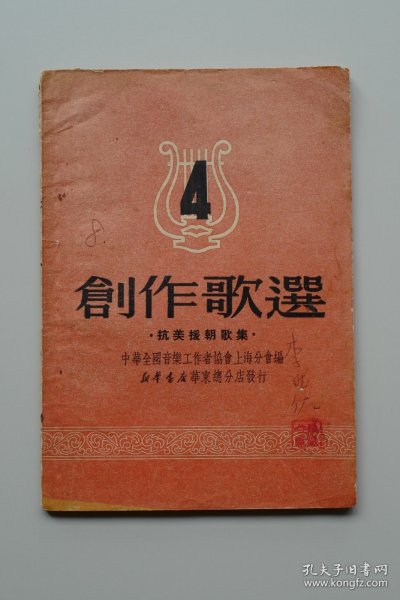 4
8.
創作歌選
·抗美援朝歌集·
中華全國音樂工作者協會上海分會編
新華書店華東總分店發行
孔夫子旧书网
www.kongfz.com